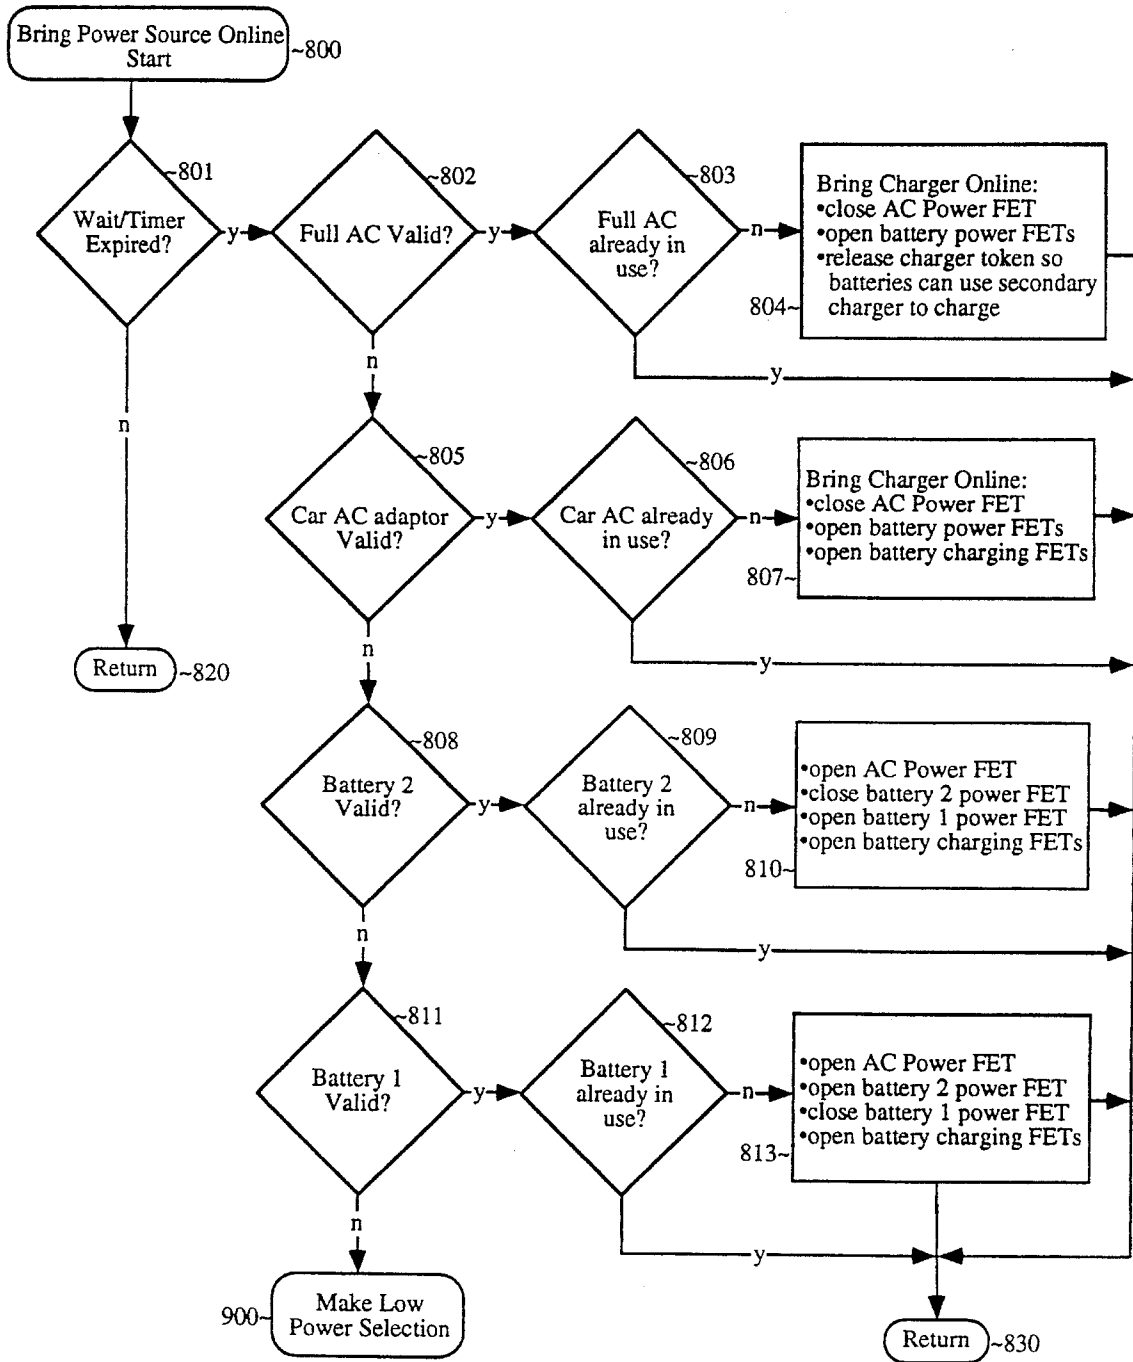 Bring Power Source Online
Start
~800
~801
Wait/Timer
Expired?
y
n
~802
Full AC Valid?
y
n
~803
Full AC
already in
use?
n
y
Bring Charger Online:
•close AC Power FET
•open battery power FETs
•release charger token so
batteries can use secondary
charger to charge
804~
~805
Car AC adaptor
Valid?
y
n
~806
Car AC already
in use?
n
y
Bring Charger Online:
•close AC Power FET
•open battery power FETs
•open battery charging FETs
807~
Return
~820
~808
Battery 2
Valid?
y
n
~809
Battery 2
already in
use?
n
y
•open AC Power FET
•close battery 2 power FET
•open battery 1 power FET
•open battery charging FETs
810~
~811
Battery 1
Valid?
y
n
~812
Battery 1
already in
use?
n
y
•open AC Power FET
•open battery 2 power FET
•close battery 1 power FET
•open battery charging FETs
813~
900~
Make Low
Power Selection
Return
~830